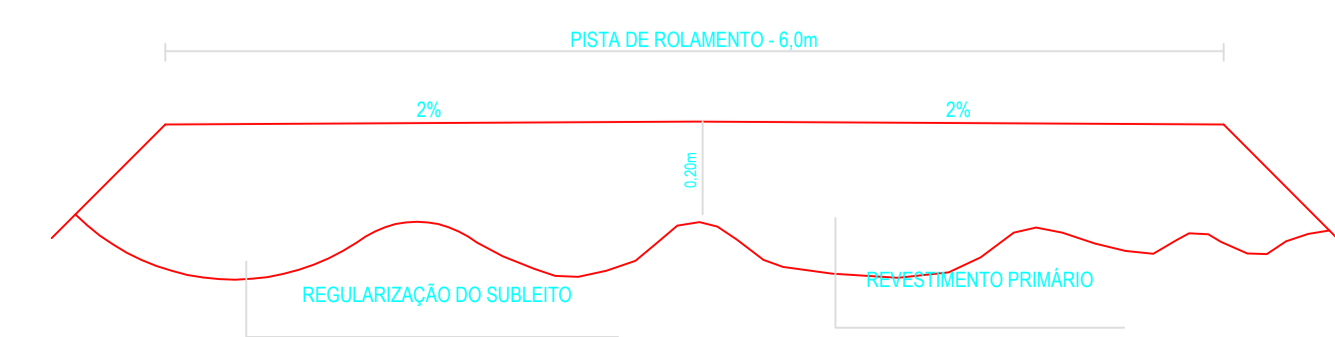 PISTA DE ROLAMENTO - 6,0m
2%
2%
0,20m
REVESTIMENTO PRIMÁRIO
REGULARIZAÇÃO DO SUBLEITO